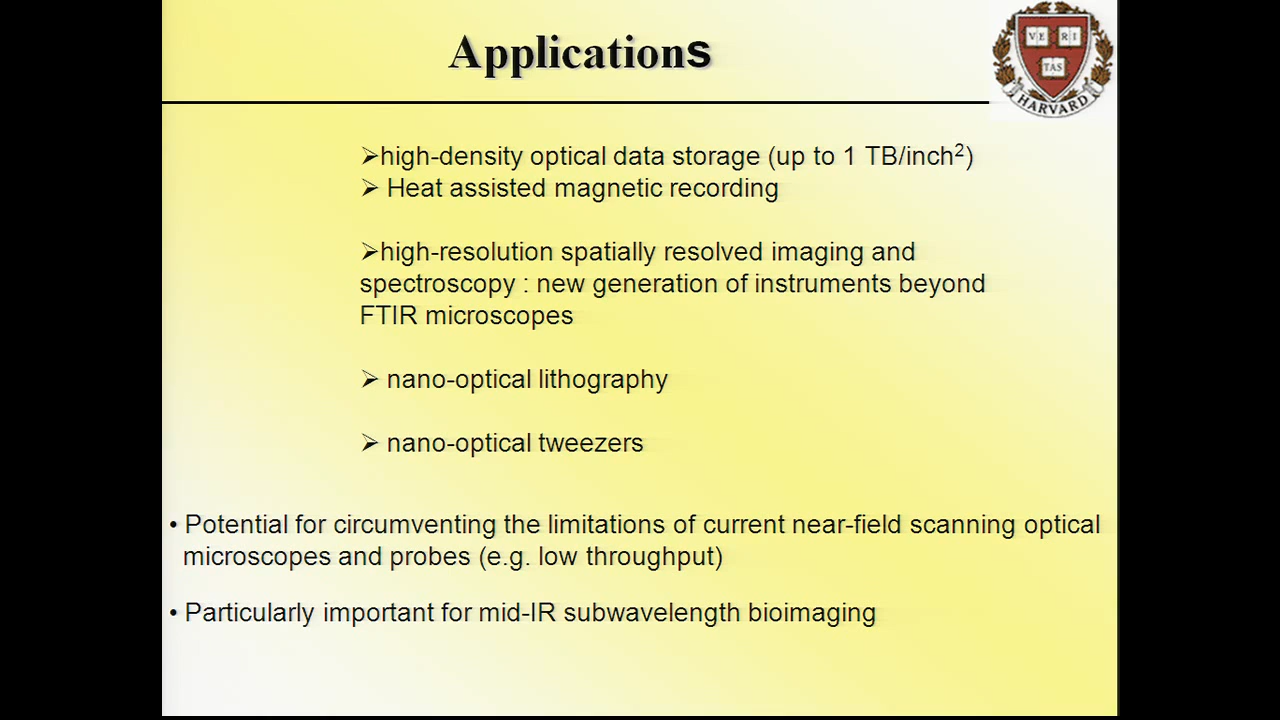 Applications
VE RI
TAS
HARVARD
➢high-density optical data storage (up to 1 TB/inch²)
➢ Heat assisted magnetic recording
➢high-resolution spatially resolved imaging and
spectroscopy : new generation of instruments beyond
FTIR microscopes
➢ nano-optical lithography
➢ nano-optical tweezers
• Potential for circumventing the limitations of current near-field scanning optical
microscopes and probes (e.g. low throughput)
• Particularly important for mid-IR subwavelength bioimaging